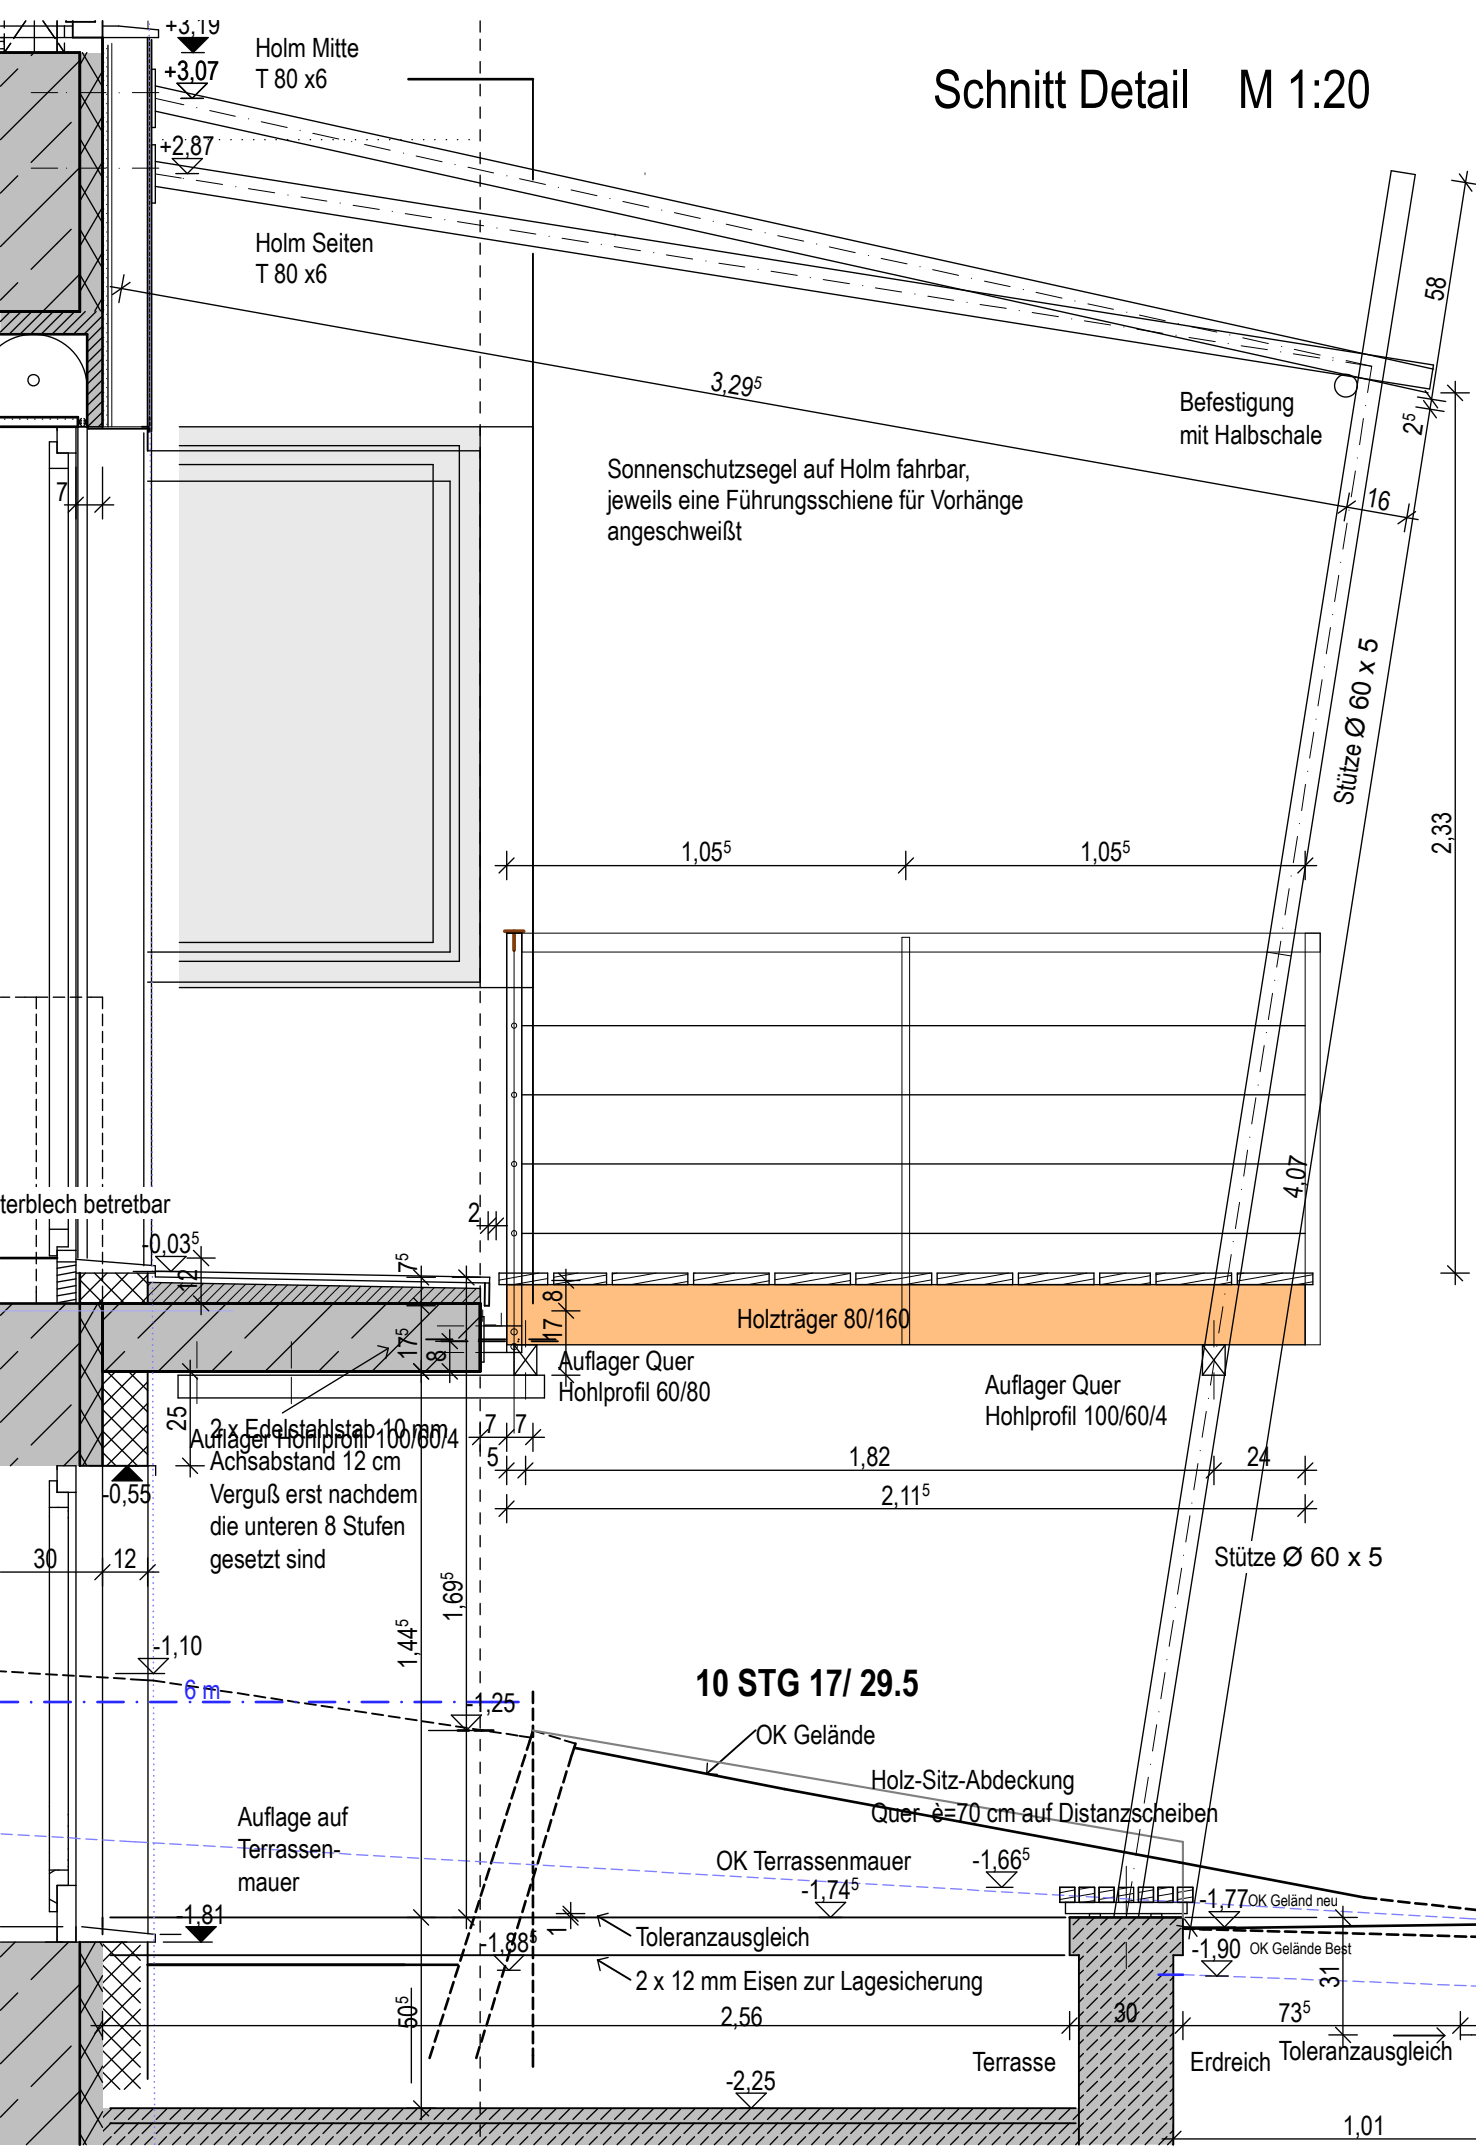 +3,19
Holm Mitte
T 80 x6
Schnitt Detail M 1:20
+3,07
+2,87
Holm Seiten
T 80 x6
58
3,29⁵
Befestigung
mit Halbschale
2⁵
Sonnenschutzsegel auf Holm fahrbar,
jeweils eine Führungsschiene für Vorhänge
angeschweißt
7
16
Stütze Ø 60 x 5
2,33
1,05⁵
1,05⁵
4,07
terblech betretbar
2
-0,03⁵
12
7⁵
8
17
Holzträger 80/160
17⁵
8
Auflager Quer
Hohlprofil 60/80
Auflager Quer
Hohlprofil 100/60/4
25
2 x Edelstahlstab 10 mm
Auflager Hohlprofil 100/60/4
Achsabstand 12 cm
Verguß erst nachdem
die unteren 8 Stufen
gesetzt sind
7
7
5
1,82
24
2,11⁵
-0,55
30
12
Stütze Ø 60 x 5
1,69⁵
1,44⁵
-1,10
6 m
-1,25
10 STG 17/ 29.5
OK Gelände
Holz-Sitz-Abdeckung
Quer è=70 cm auf Distanzscheiben
Auflage auf
Terrassen-
mauer
OK Terrassenmauer
-1,66⁵
-1,74⁵
-1,77 OK Geländ neu
-1,81
1
Toleranzausgleich
-1,88⁵
-1,90 OK Gelände Best
2 x 12 mm Eisen zur Lagesicherung
31
50⁵
2,56
30
73⁵
Terrasse
Erdreich
Toleranzausgleich
-2,25
1,01